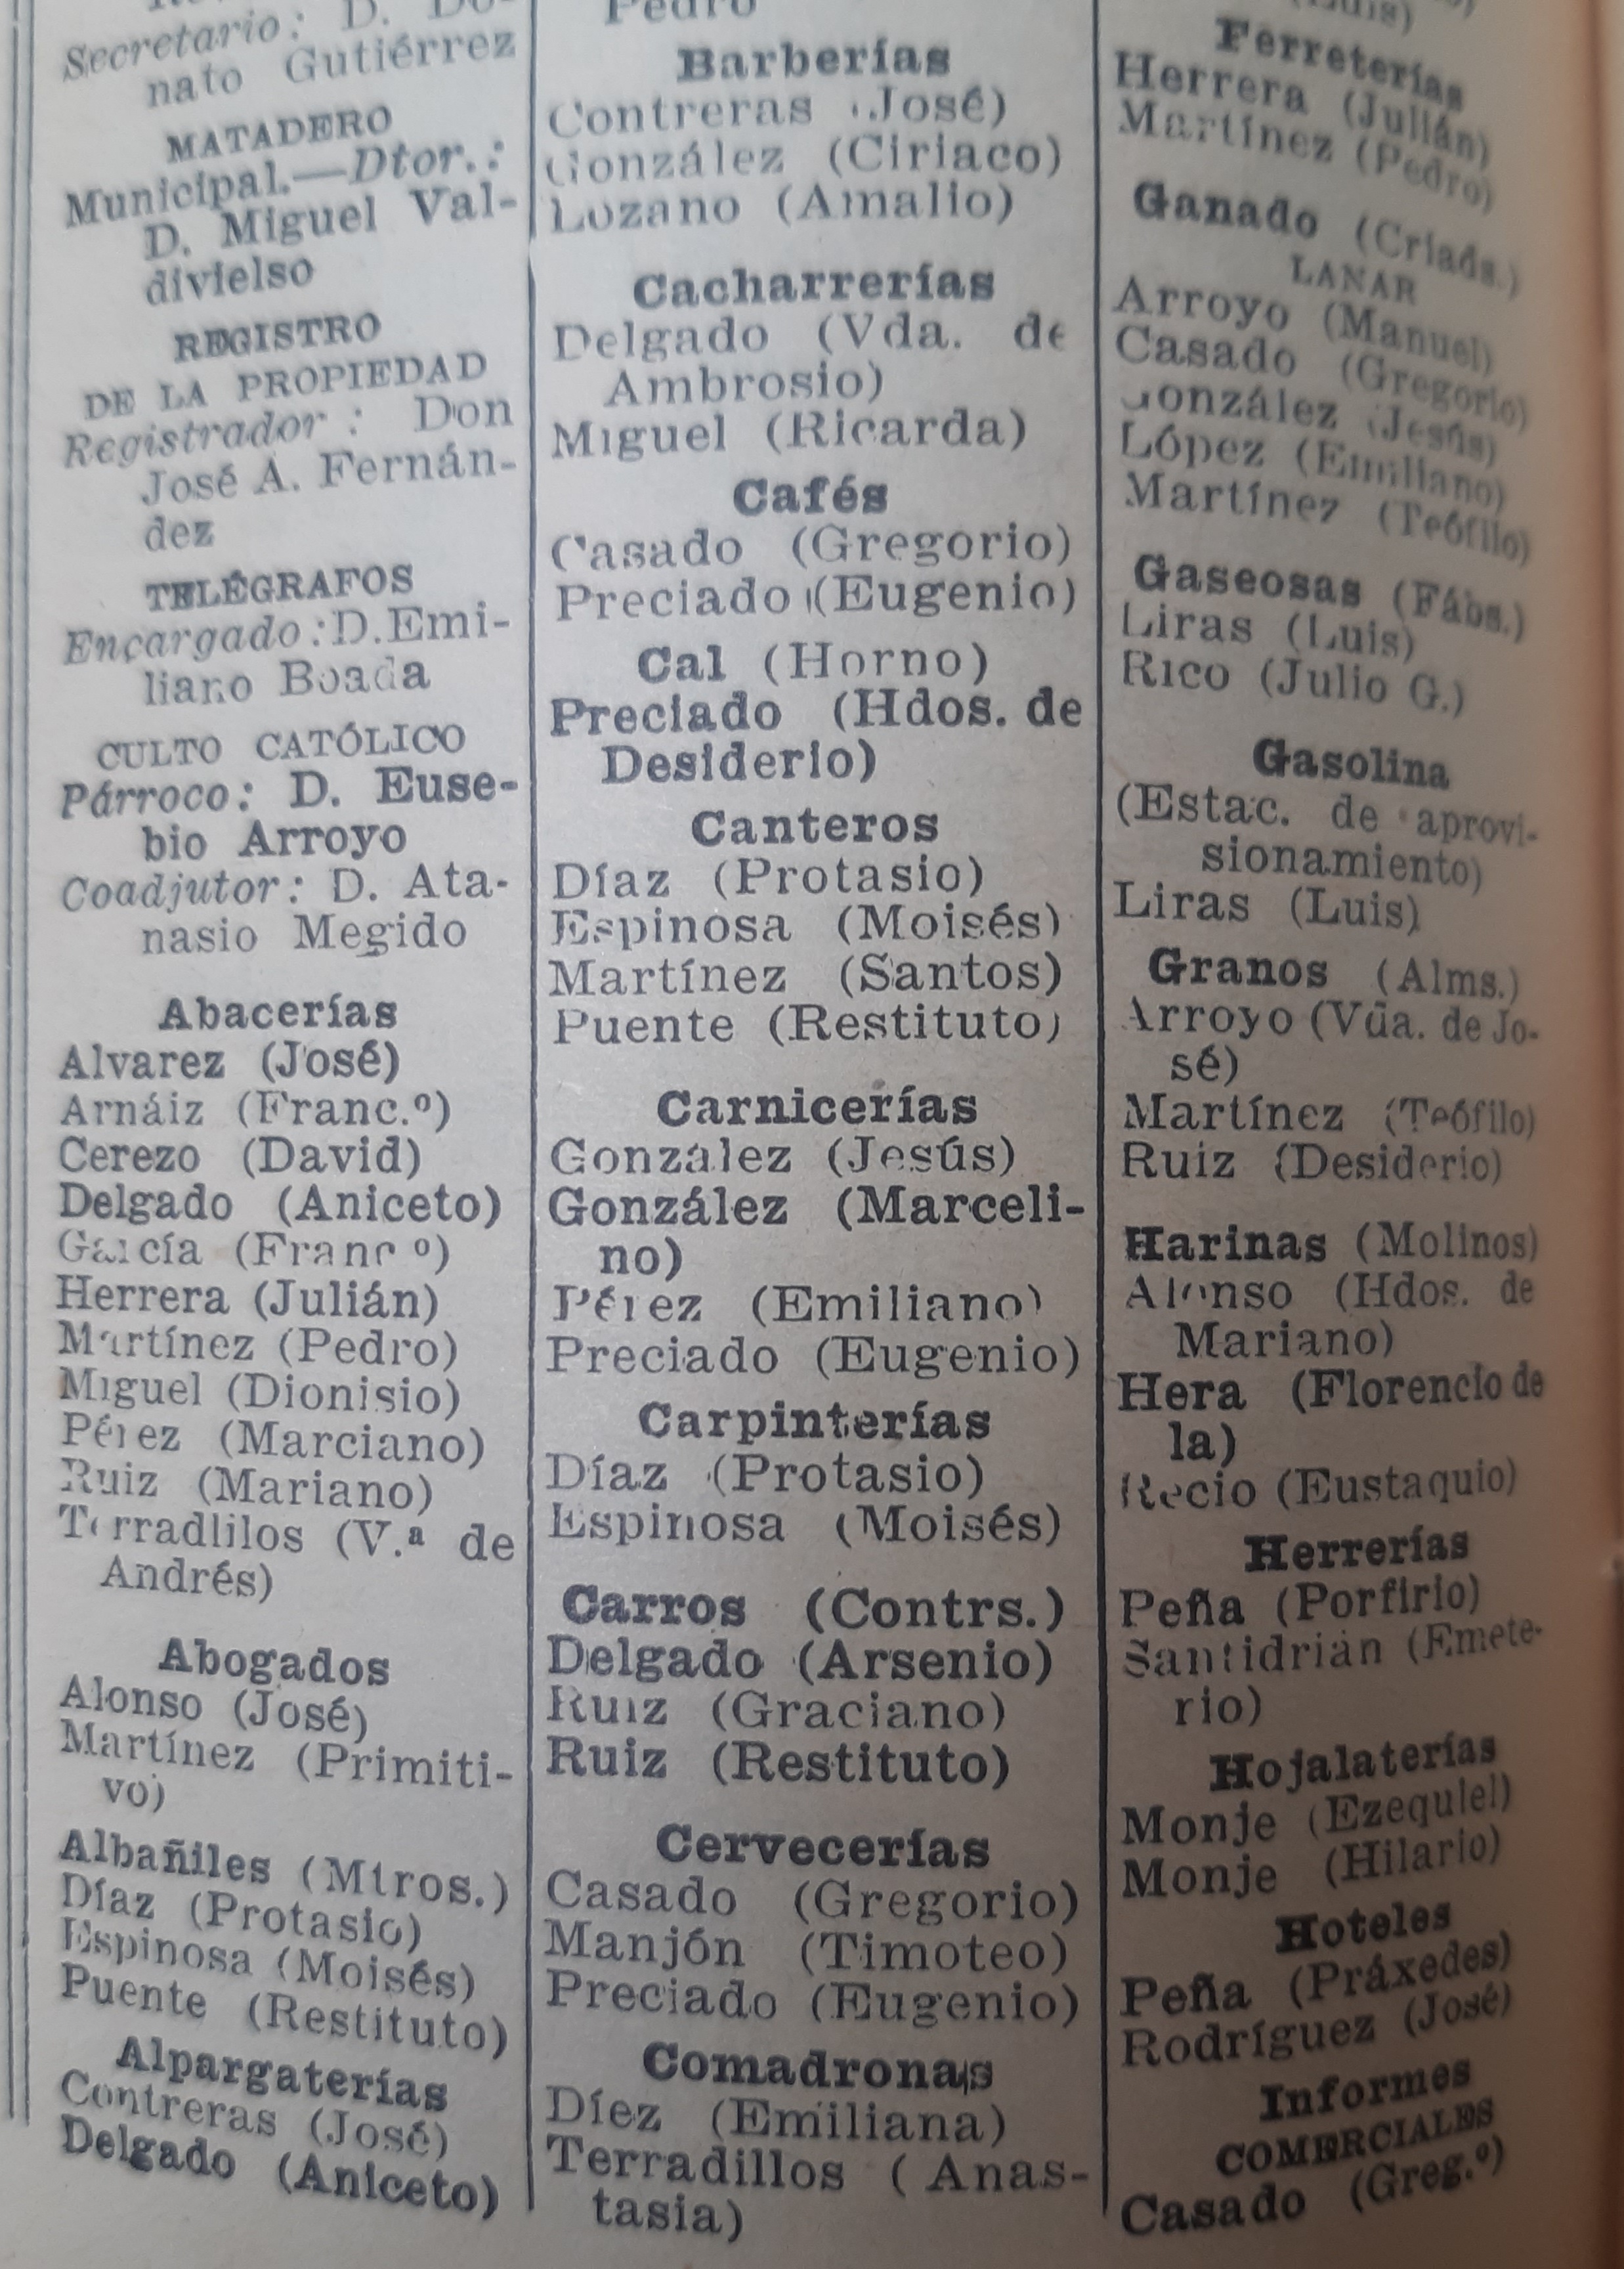 Secretario: D. Do-
nato Gutiérrez
MATADERO
Municipal.—Dtor.:
D. Miguel Val-
divielso
REGISTRO
DE LA PROPIEDAD
Registrador: Don
José A. Fernán-
dez
TELÉGRAFOS
Encargado: D. Emi-
liano Boada
CULTO CATÓLICO
Párroco: D. Euse-
bio Arroyo
Coadjutor: D. Ata-
nasio Megido
Abacerías
Alvarez (José)
Arnáiz (Franc.º)
Cerezo (David)
Delgado (Aniceto)
García (Franc º)
Herrera (Julián)
Martínez (Pedro)
Miguel (Dionisio)
Pérez (Marciano)
Ruiz (Mariano)
Terradlilos (V.ª de
Andrés)
Abogados
Alonso (José)
Martínez (Primiti-
vo)
Albañiles (Mtros.)
Díaz (Protasio)
Espinosa (Moisés)
Puente (Restituto)
Alpargaterías
Contreras (José)
Delgado (Aniceto)
Pedro
Barberías
Contreras (José)
González (Ciriaco)
Lozano (Amalio)
Cacharrerías
Delgado (Vda. de
Ambrosio)
Miguel (Ricarda)
Cafés
Casado (Gregorio)
Preciado (Eugenio)
Cal (Horno)
Preciado (Hdos. de
Desiderio)
Canteros
Díaz (Protasio)
Espinosa (Moisés)
Martínez (Santos)
Puente (Restituto)
Carnicerías
González (Jesús)
González (Marceli-
no)
Pérez (Emiliano)
Preciado (Eugenio)
Carpinterías
Díaz (Protasio)
Espinosa (Moisés)
Carros (Contrs.)
Delgado (Arsenio)
Ruiz (Graciano)
Ruiz (Restituto)
Cervecerías
Casado (Gregorio)
Manjón (Timoteo)
Preciado (Eugenio)
Comadronas
Díez (Emiliana)
Terradillos (Anas-
tasia)
(Luis)
Ferreterías
Herrera (Julián)
Martínez (Pedro)
Ganado (Criads.)
LANAR
Arroyo (Manuel)
Casado (Gregorio)
González (Jesús)
López (Emiliano)
Martínez (Teófilo)
Gaseosas (Fábs.)
Liras (Luis)
Rico (Julio G.)
Gasolina
(Estac. de aprovi-
sionamiento)
Liras (Luis)
Granos (Alms.)
Arroyo (Vda. de Jo-
sé)
Martínez (Teófilo)
Ruiz (Desiderio)
Harinas (Molinos)
Alonso (Hdos. de
Mariano)
Hera (Florencio de
la)
Recio (Eustaquio)
Herrerías
Peña (Porfirio)
Santidrián (Emete-
rio)
Hojalaterías
Monje (Ezequiel)
Monje (Hilario)
Hoteles
Peña (Práxedes)
Rodríguez (José)
Informes
COMERCIALES
Casado (Greg.º)